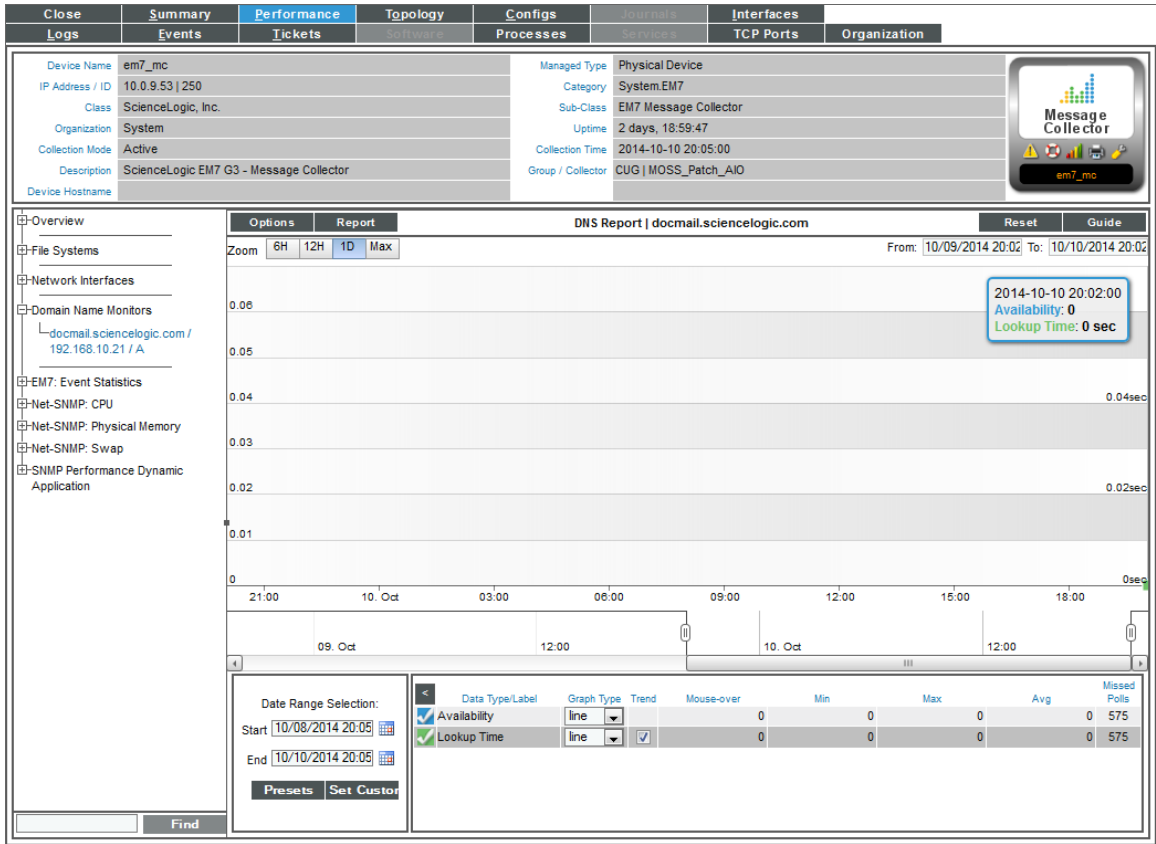 Close Summary Performance Topology Configs Journals Interfaces
Logs Events Tickets Software Processes Services TCP Ports Organization
Device Name em7_mc Managed Type Physical Device
IP Address / ID 10.0.9.53 | 250 Category System.EM7
Class ScienceLogic, Inc. Sub-Class EM7 Message Collector
Organization System Uptime 2 days, 18:59:47
Collection Mode Active Collection Time 2014-10-10 20:05:00
Description ScienceLogic EM7 G3 - Message Collector Group / Collector CUG | MOSS_Patch_AIO
Device Hostname
Message
Collector
em7_mc
Overview
File Systems
Network Interfaces
Domain Name Monitors
docmail.sciencelogic.com /
192.168.10.21 / A
EM7: Event Statistics
Net-SNMP: CPU
Net-SNMP: Physical Memory
Net-SNMP: Swap
SNMP Performance Dynamic
Application
Find
Options Report DNS Report | docmail.sciencelogic.com Reset Guide
Zoom 6H 12H 1D Max From: 10/09/2014 20:02 To: 10/10/2014 20:02
2014-10-10 20:02:00
Availability: 0
Lookup Time: 0 sec
0.06
0.05
0.04 0.04sec
0.03
0.02 0.02sec
0.01
0 0sec
21:00 10. Oct 03:00 06:00 09:00 12:00 15:00 18:00
09. Oct 12:00 10. Oct 12:00
Date Range Selection:
Start 10/08/2014 20:05
End 10/10/2014 20:05
Presets Set Custor
< Data Type/Label Graph Type Trend Mouse-over Min Max Avg Missed Polls
Availability line 0 0 0 0 575
Lookup Time line 0 0 0 0 575